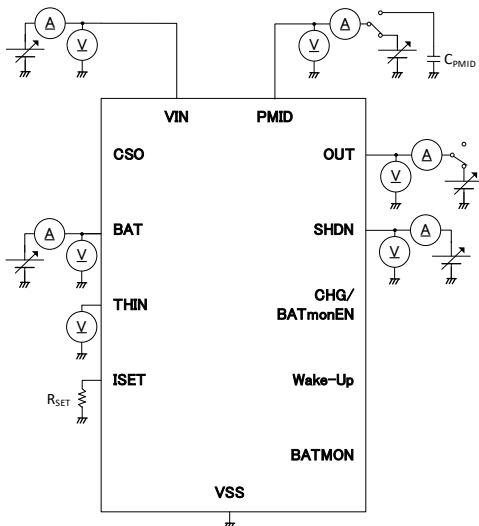 A
V
V
A
C_PMID
VIN
PMID
CSO
OUT
A
V
A
BAT
V
SHDN
A
V
THIN
V
CHG/
BATmonEN
ISET
R_SET
Wake-Up
BATMON
VSS